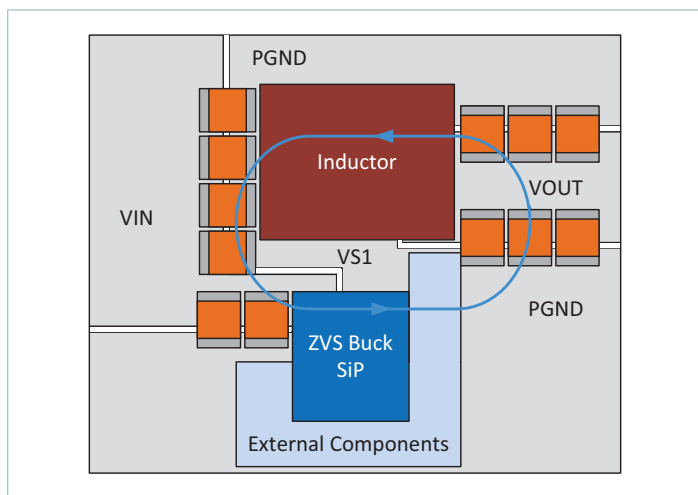 PGND
Inductor
VOUT
VIN
VS1
PGND
ZVS Buck
SiP
External Components